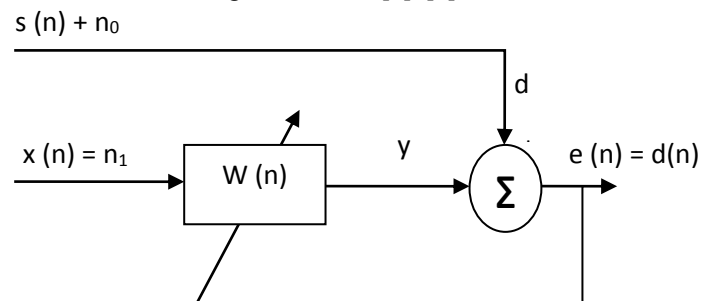 s (n) + n₀
d
x (n) = n₁
W (n)
y
Σ
e (n) = d(n)